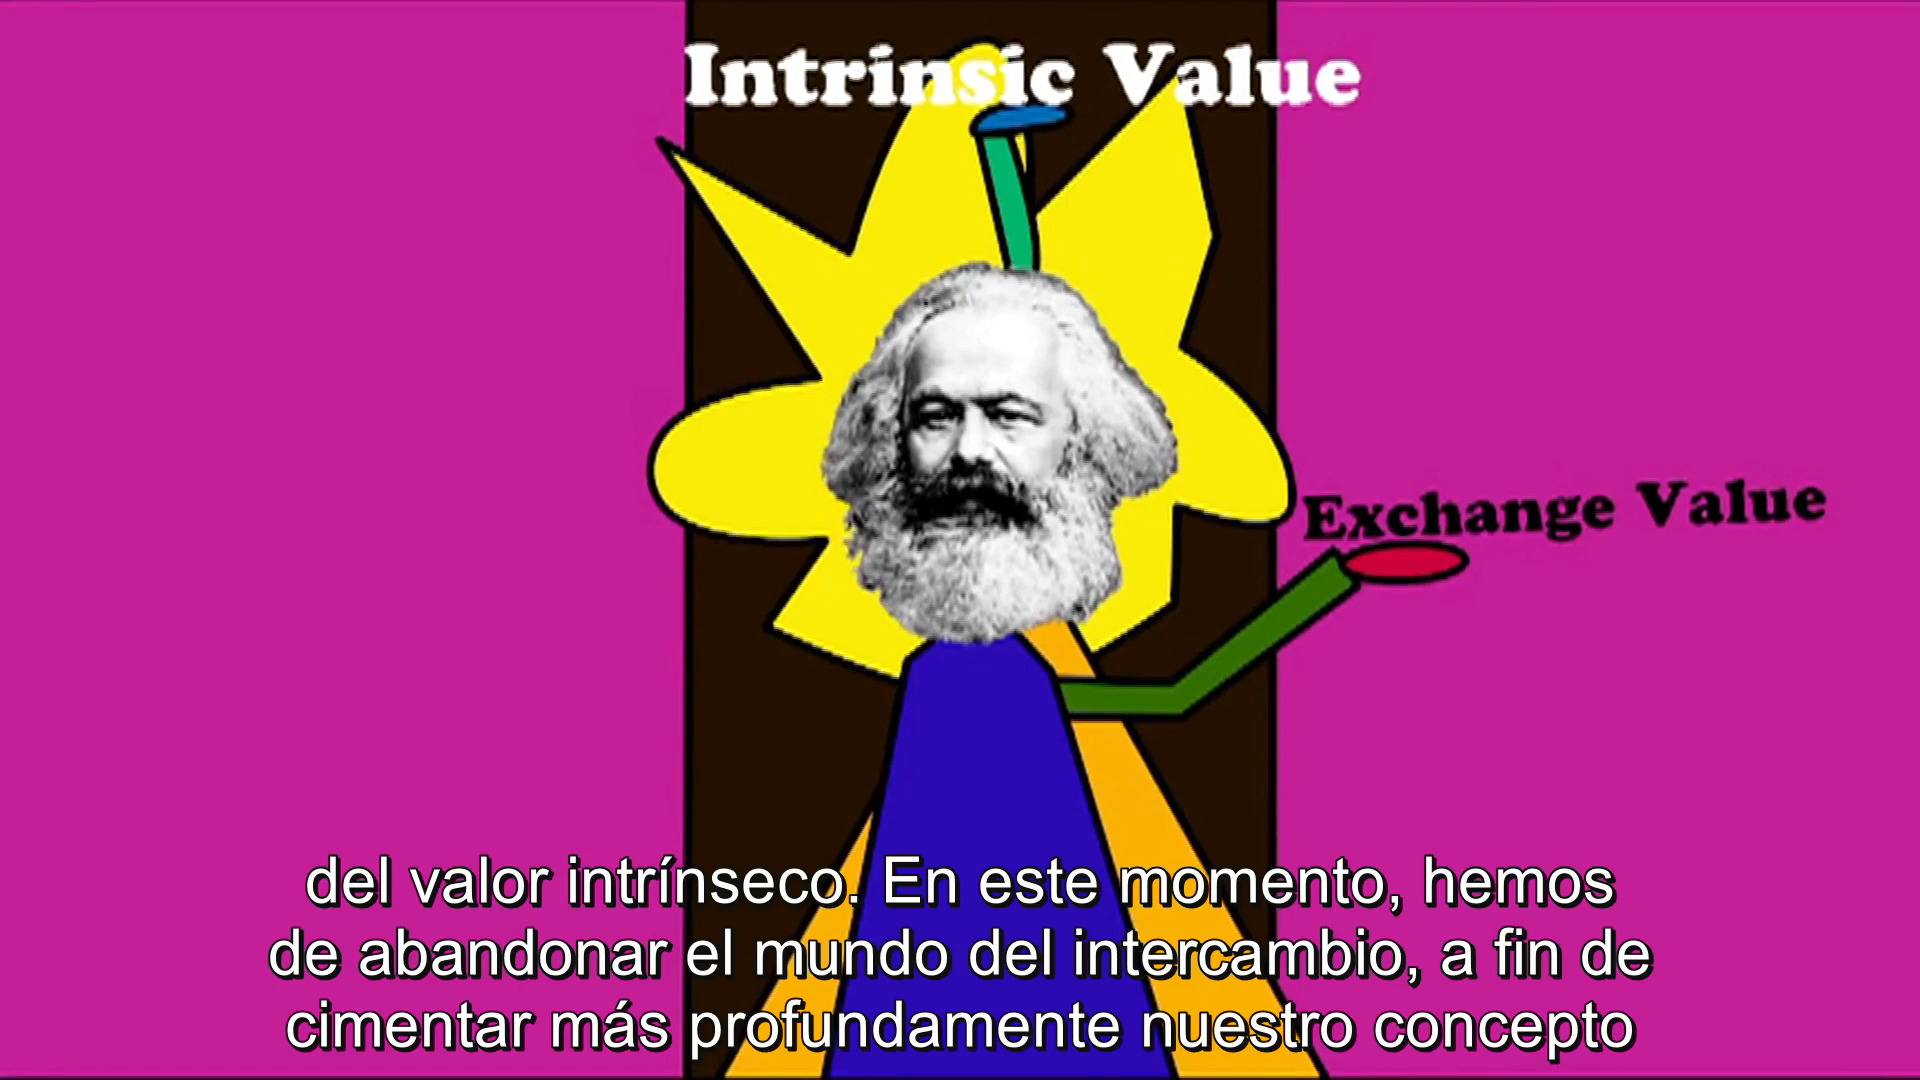 Intrinsic Value
Exchange Value
del valor intrínseco. En este momento, hemos
de abandonar el mundo del intercambio, a fin de
cimentar más profundamente nuestro concepto